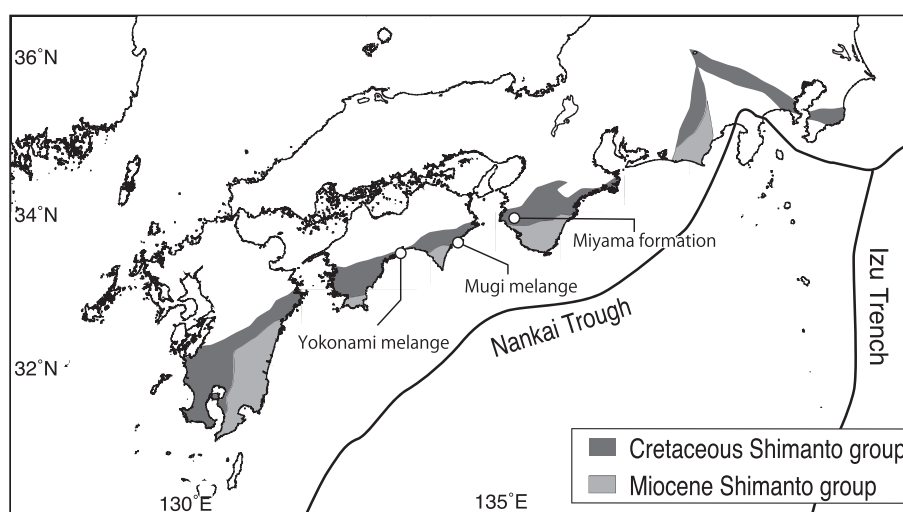 36°N
34°N
Miyama formation
Mugi melange
Yokonami melange
Nankai Trough
Izu Trench
32°N
Cretaceous Shimanto group
Miocene Shimanto group
130°E
135°E